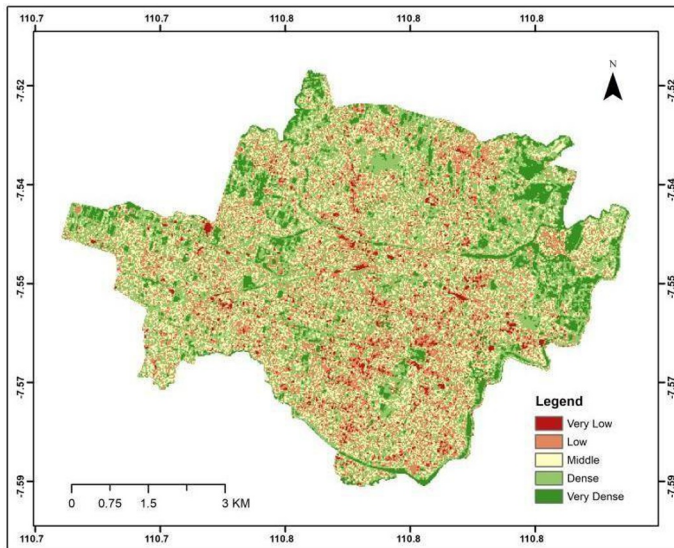 110.7 110.7 110.8 110.8 110.8
N
-7.52 -7.52
-7.54 -7.54
-7.55 -7.55
-7.57 -7.57
-7.59 -7.59
Legend
Very Low
Low
Middle
Dense
Very Dense
0 0.75 1.5 3 KM
110.7 110.7 110.8 110.8 110.8